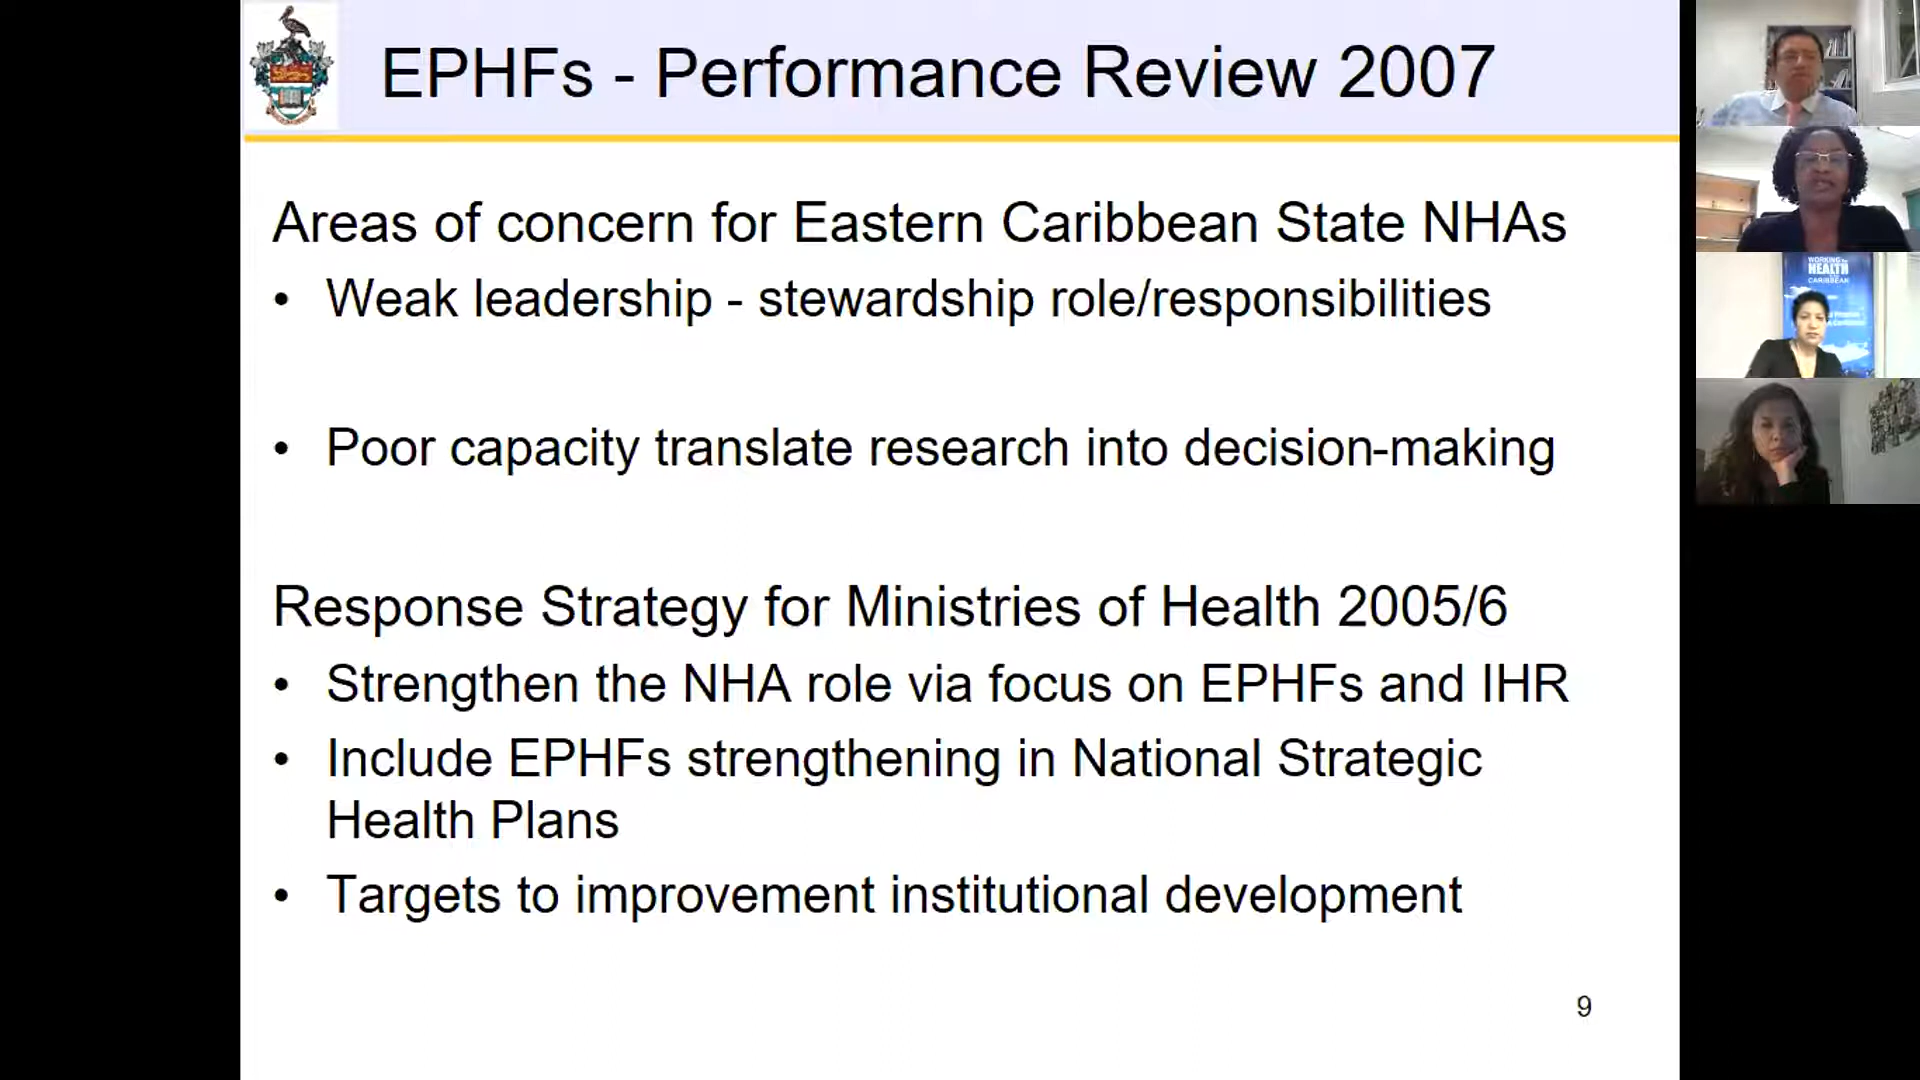 EPHFs - Performance Review 2007
Areas of concern for Eastern Caribbean State NHAs
• Weak leadership - stewardship role/responsibilities
• Poor capacity translate research into decision-making
Response Strategy for Ministries of Health 2005/6
• Strengthen the NHA role via focus on EPHFs and IHR
• Include EPHFs strengthening in National Strategic
Health Plans
• Targets to improvement institutional development
9
HEALTH
CARIBBEAN